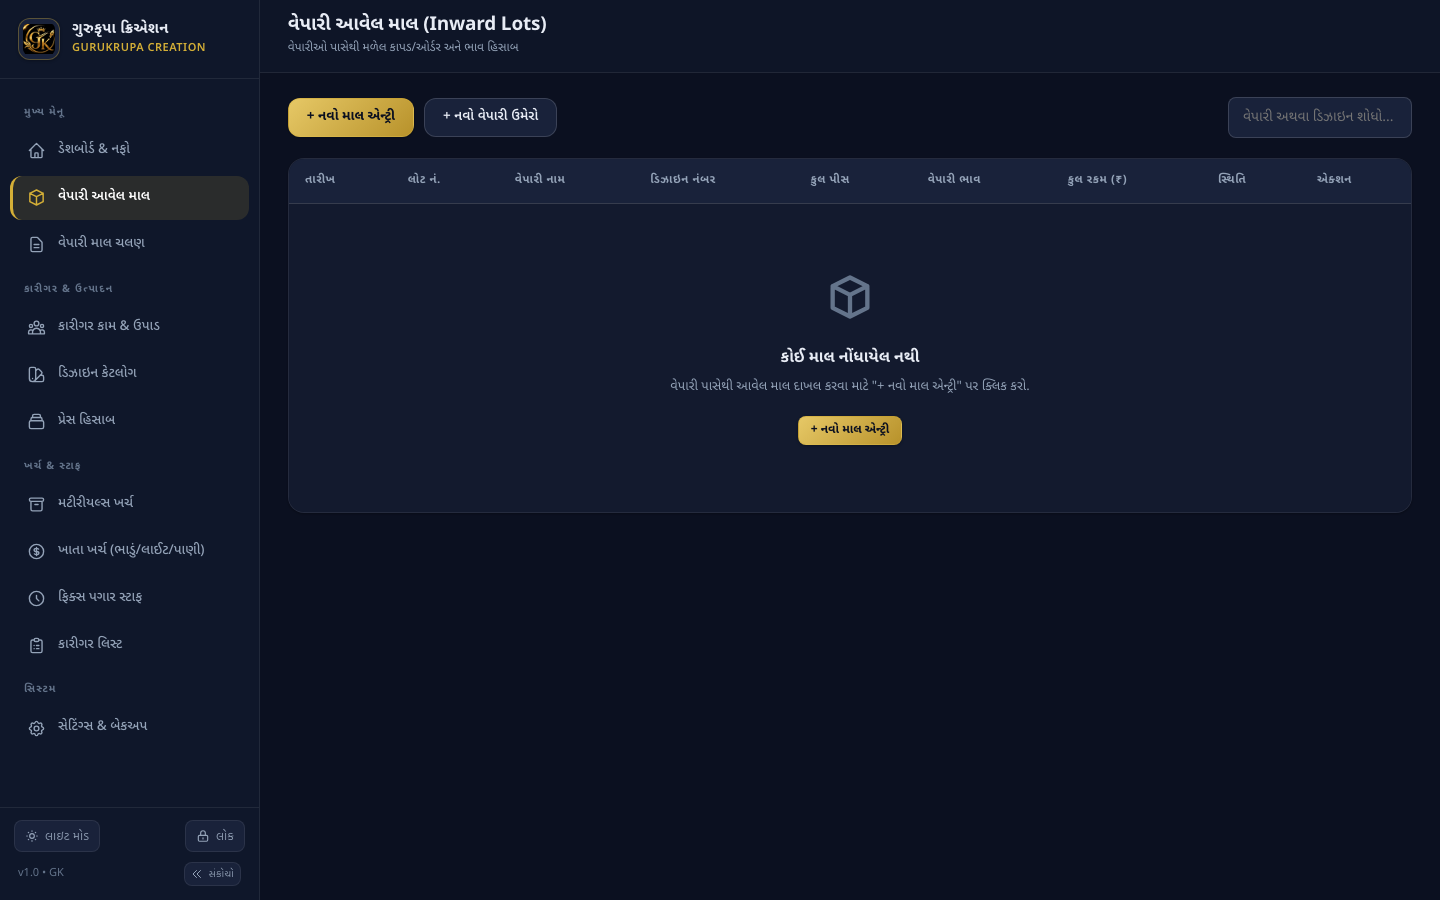 ગુરુકૃપા ક્રિએશન
GURUKRUPA CREATION
મુખ્ય મેનૂ
ડેશબોર્ડ & નફો
વેપારી આવેલ માલ
વેપારી માલ ચલણ
કારીગર & ઉત્પાદન
કારીગર કામ & ઉપાડ
ડિઝાઇન કેટલોગ
પ્રેસ હિસાબ
ખર્ચ & સ્ટાફ
મટીરીયલ્સ ખર્ચ
ખાતા ખર્ચ (ભાડું/લાઈટ/પાણી)
ફિક્સ પગાર સ્ટાફ
કારીગર લિસ્ટ
સિસ્ટમ
સેટિંગ્સ & બેકઅપ
લાઇટ મોડ
લોક
v1.0 • GK
સંકોચો
વેપારી આવેલ માલ (Inward Lots)
વેપારીઓ પાસેથી મળેલ કાપડ/ઓર્ડર અને ભાવ હિસાબ
+ નવો માલ એન્ટ્રી
+ નવો વેપારી ઉમેરો
વેપારી અથવા ડિઝાઇન શોધો...
તારીખ લોટ નં. વેપારી નામ ડિઝાઇન નંબર કુલ પીસ વેપારી ભાવ કુલ રકમ (₹) સ્થિતિ એક્શન
કોઈ માલ નોંધાયેલ નથી
વેપારી પાસેથી આવેલ માલ દાખલ કરવા માટે "+ નવો માલ એન્ટ્રી" પર ક્લિક કરો.
+ નવો માલ એન્ટ્રી